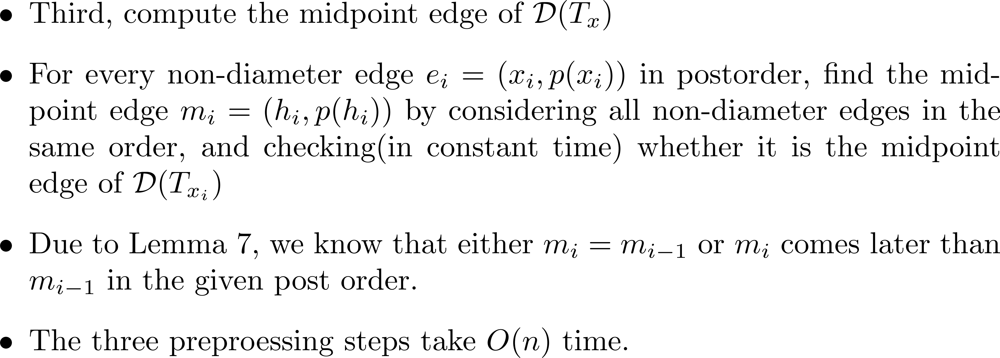 • Third, compute the midpoint edge of $\mathcal{D}(T_x)$
• For every non-diameter edge $e_i = (x_i, p(x_i))$ in postorder, find the mid-
point edge $m_i = (h_i, p(h_i))$ by considering all non-diameter edges in the
same order, and checking(in constant time) whether it is the midpoint
edge of $\mathcal{D}(T_{x_i})$
• Due to Lemma 7, we know that either $m_i = m_{i-1}$ or $m_i$ comes later than
$m_{i-1}$ in the given post order.
• The three preproessing steps take $O(n)$ time.